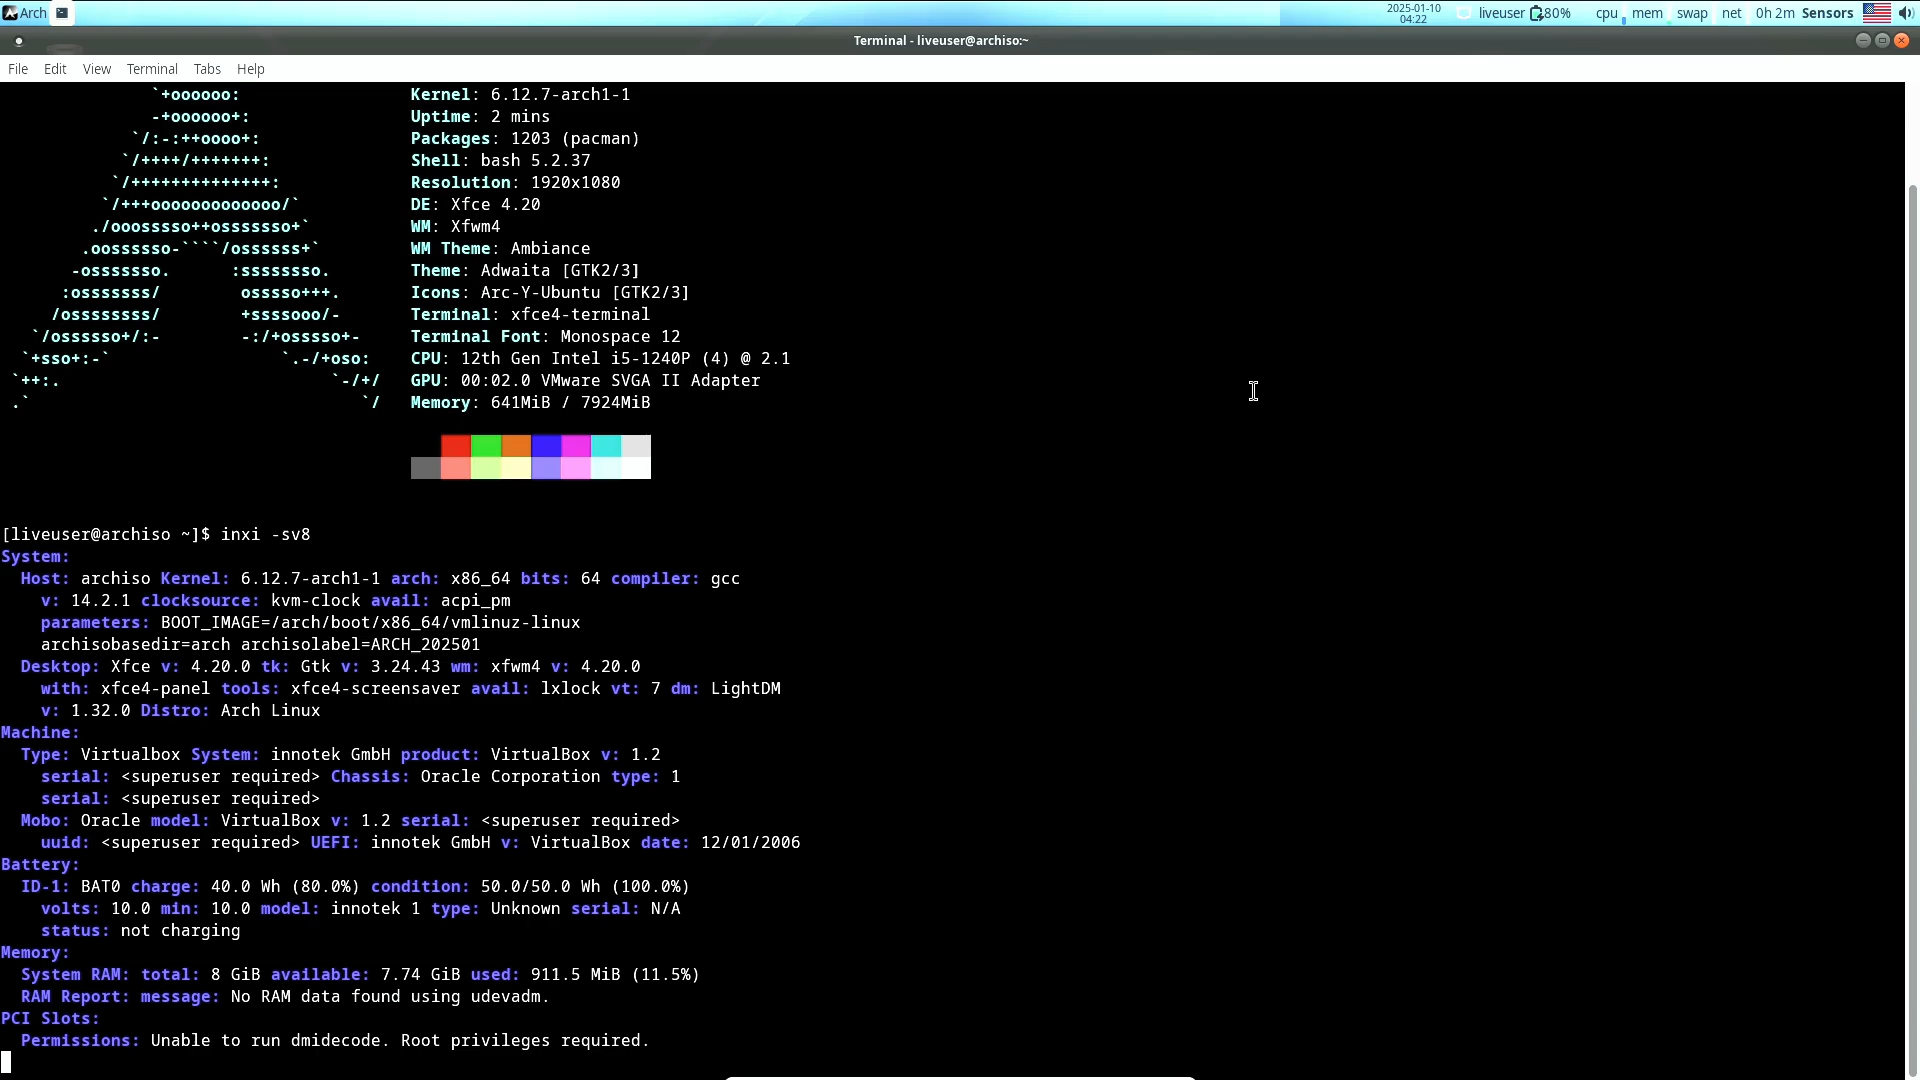 Arch 2025-01-10 liveuser 80% cpu mem swap net 0h 2m Sensors
04:22
Terminal - liveuser@archiso:~
File Edit View Terminal Tabs Help
`+oooooo: Kernel: 6.12.7-arch1-1
-+oooooo+: Uptime: 2 mins
`/:-:++oooo+: Packages: 1203 (pacman)
`/++++/+++++++: Shell: bash 5.2.37
`/++++++++++++++: Resolution: 1920x1080
`/+++ooooooooooooo/` DE: Xfce 4.20
./ooosssso++osssssso+` WM: Xfwm4
.oossssso-````/ossssss+` WM Theme: Ambiance
-osssssso. :ssssssso. Theme: Adwaita [GTK2/3]
:osssssss/ osssso+++. Icons: Arc-Y-Ubuntu [GTK2/3]
/ossssssss/ +ssssooo/- Terminal: xfce4-terminal
`/ossssso+/:- -:/+osssso+- Terminal Font: Monospace 12
`+sso+:-` `.-/+oso: CPU: 12th Gen Intel i5-1240P (4) @ 2.1
`++:. `-/+/ GPU: 00:02.0 VMware SVGA II Adapter
.` `/ Memory: 641MiB / 7924MiB
[liveuser@archiso ~]$ inxi -sv8
System:
Host: archiso Kernel: 6.12.7-arch1-1 arch: x86_64 bits: 64 compiler: gcc
v: 14.2.1 clocksource: kvm-clock avail: acpi_pm
parameters: BOOT_IMAGE=/arch/boot/x86_64/vmlinuz-linux
archisobasedir=arch archisolabel=ARCH_202501
Desktop: Xfce v: 4.20.0 tk: Gtk v: 3.24.43 wm: xfwm4 v: 4.20.0
with: xfce4-panel tools: xfce4-screensaver avail: lxlock vt: 7 dm: LightDM
v: 1.32.0 Distro: Arch Linux
Machine:
Type: Virtualbox System: innotek GmbH product: VirtualBox v: 1.2
serial: <superuser required> Chassis: Oracle Corporation type: 1
serial: <superuser required>
Mobo: Oracle model: VirtualBox v: 1.2 serial: <superuser required>
uuid: <superuser required> UEFI: innotek GmbH v: VirtualBox date: 12/01/2006
Battery:
ID-1: BAT0 charge: 40.0 Wh (80.0%) condition: 50.0/50.0 Wh (100.0%)
volts: 10.0 min: 10.0 model: innotek 1 type: Unknown serial: N/A
status: not charging
Memory:
System RAM: total: 8 GiB available: 7.74 GiB used: 911.5 MiB (11.5%)
RAM Report: message: No RAM data found using udevadm.
PCI Slots:
Permissions: Unable to run dmidecode. Root privileges required.